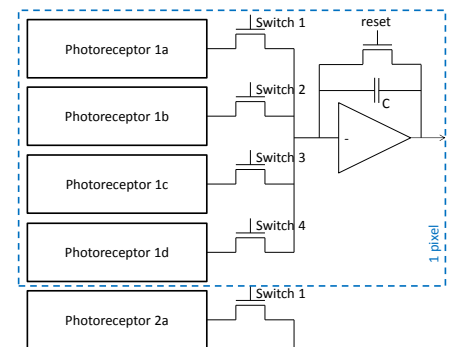 Switch 1
reset
Photoreceptor 1a
Switch 2
C
Photoreceptor 1b
-
Switch 3
Photoreceptor 1c
Switch 4
Photoreceptor 1d
1 pixel
Switch 1
Photoreceptor 2a